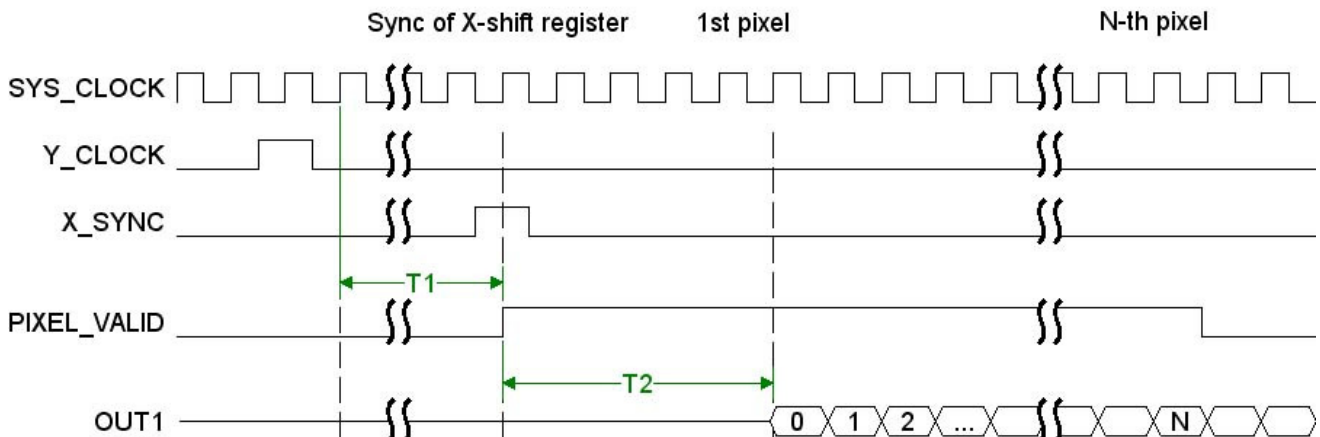 Sync of X-shift register 1st pixel N-th pixel
SYS_CLOCK
Y_CLOCK
X_SYNC
T1
PIXEL_VALID
T2
OUT1 0 1 2 ... N